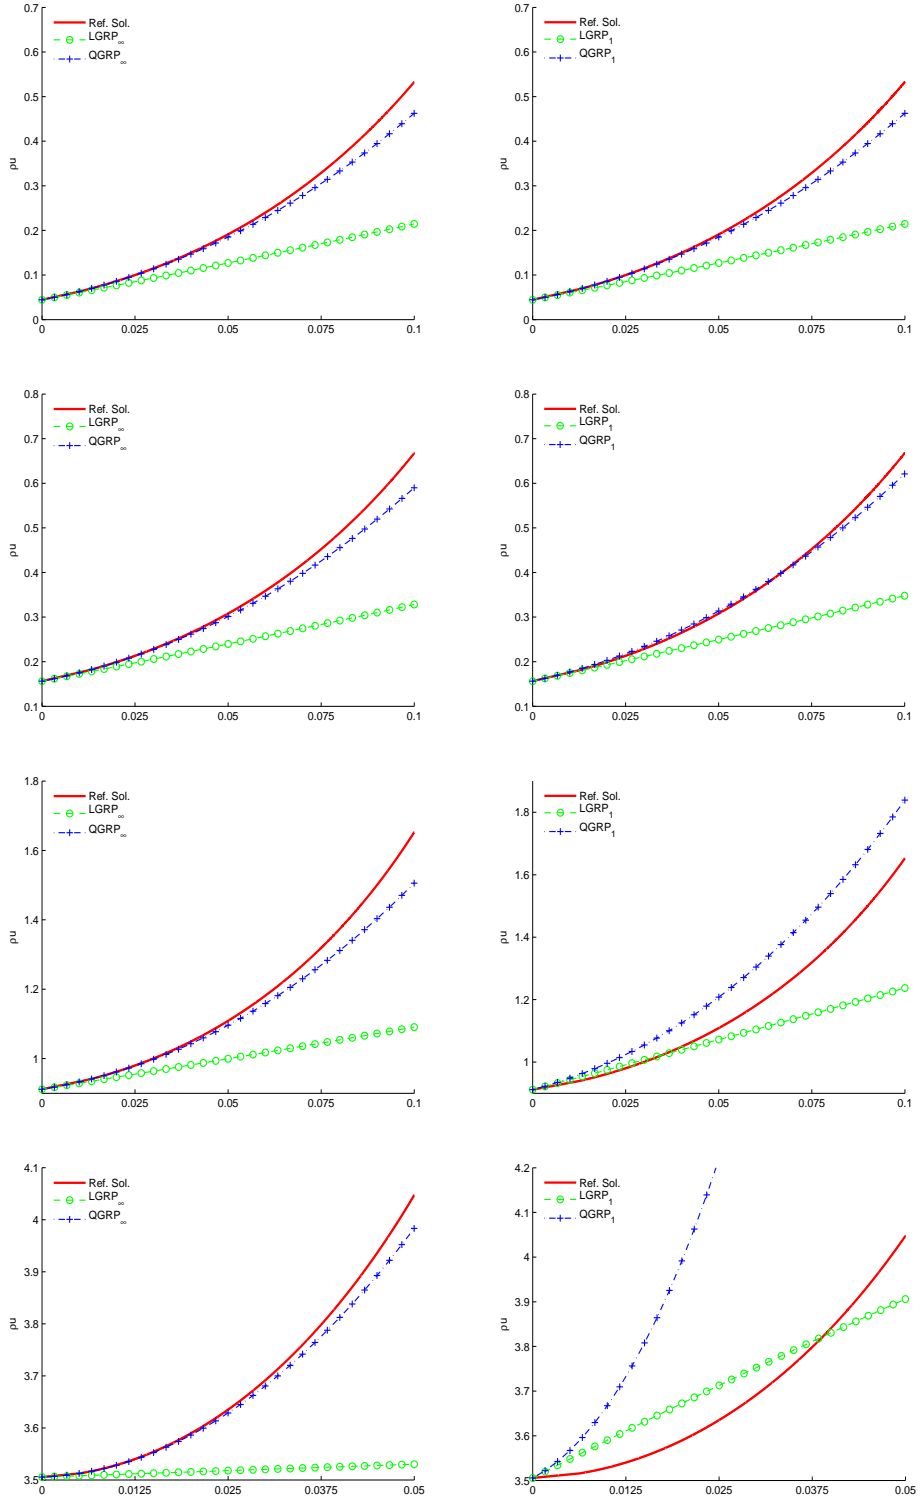 0.7
0.6
0.5
0.4
0.3
0.2
0.1
0
ρu
Ref. Sol.
LGRP∞
QGRP∞
0 0.025 0.05 0.075 0.1
0.7
0.6
0.5
0.4
0.3
0.2
0.1
0
ρu
Ref. Sol.
LGRP1
QGRP1
0 0.025 0.05 0.075 0.1
0.8
0.7
0.6
0.5
0.4
0.3
0.2
0.1
ρu
Ref. Sol.
LGRP∞
QGRP∞
0 0.025 0.05 0.075 0.1
0.8
0.7
0.6
0.5
0.4
0.3
0.2
0.1
ρu
Ref. Sol.
LGRP1
QGRP1
0 0.025 0.05 0.075 0.1
1.8
1.6
1.4
1.2
1
ρu
Ref. Sol.
LGRP∞
QGRP∞
0 0.025 0.05 0.075 0.1
1.8
1.6
1.4
1.2
1
ρu
Ref. Sol.
LGRP1
QGRP1
0 0.025 0.05 0.075 0.1
4.1
4
3.9
3.8
3.7
3.6
3.5
ρu
Ref. Sol.
LGRP∞
QGRP∞
0 0.0125 0.025 0.0375 0.05
4.2
4.1
4
3.9
3.8
3.7
3.6
3.5
ρu
Ref. Sol.
LGRP1
QGRP1
0 0.0125 0.025 0.0375 0.05